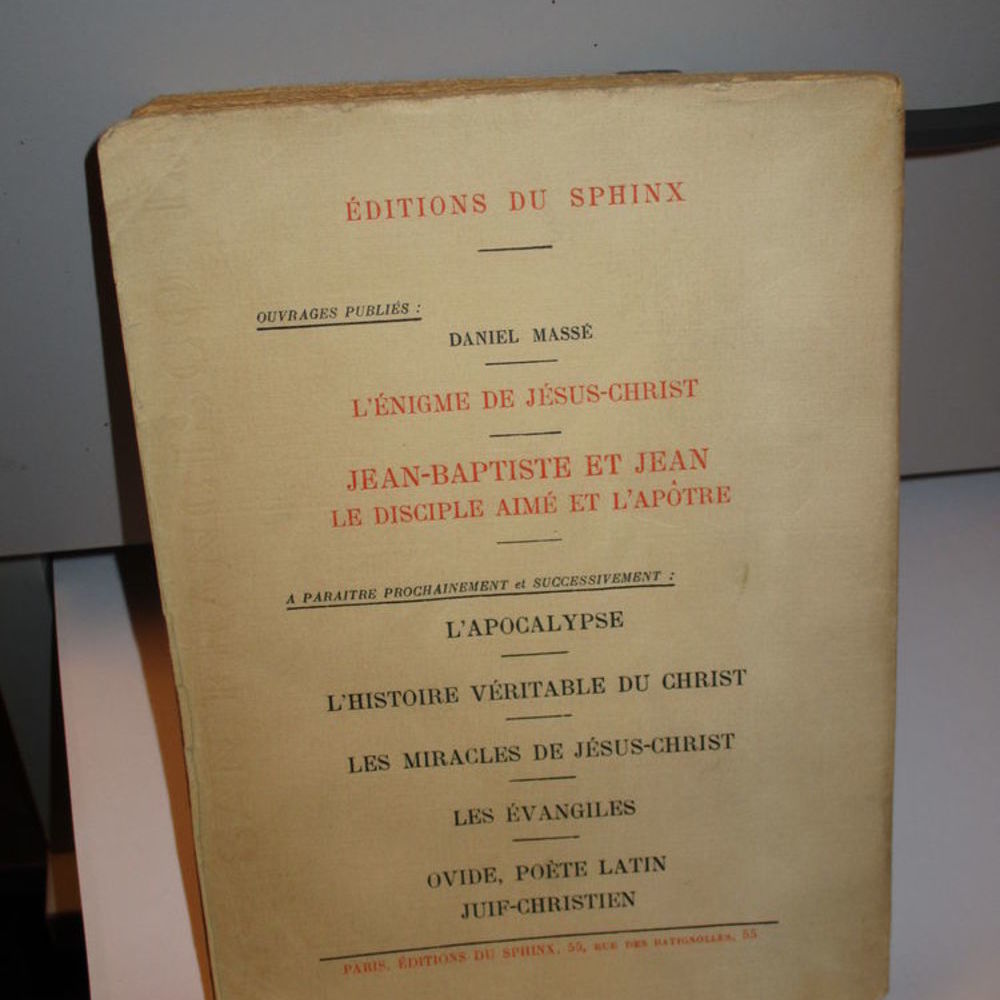 ÉDITIONS DU SPHINX
OUVRAGES PUBLIÉS :
DANIEL MASSÉ
L'ÉNIGME DE JÉSUS-CHRIST
JEAN-BAPTISTE ET JEAN
LE DISCIPLE AIMÉ ET L'APÔTRE
A PARAITRE PROCHAINEMENT et SUCCESSIVEMENT :
L'APOCALYPSE
L'HISTOIRE VÉRITABLE DU CHRIST
LES MIRACLES DE JÉSUS-CHRIST
LES ÉVANGILES
OVIDE, POÈTE LATIN
JUIF-CHRISTIEN
PARIS. ÉDITIONS DU SPHINX, 55, RUE DES BATIGNOLLES, 55